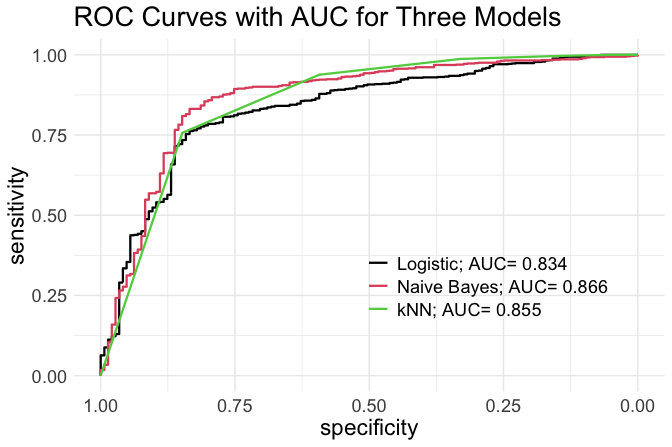 ROC Curves with AUC for Three Models
1.00
0.75
0.50
0.25
0.00
sensitivity
Logistic; AUC= 0.834
Naive Bayes; AUC= 0.866
kNN; AUC= 0.855
1.00 0.75 0.50 0.25 0.00
specificity